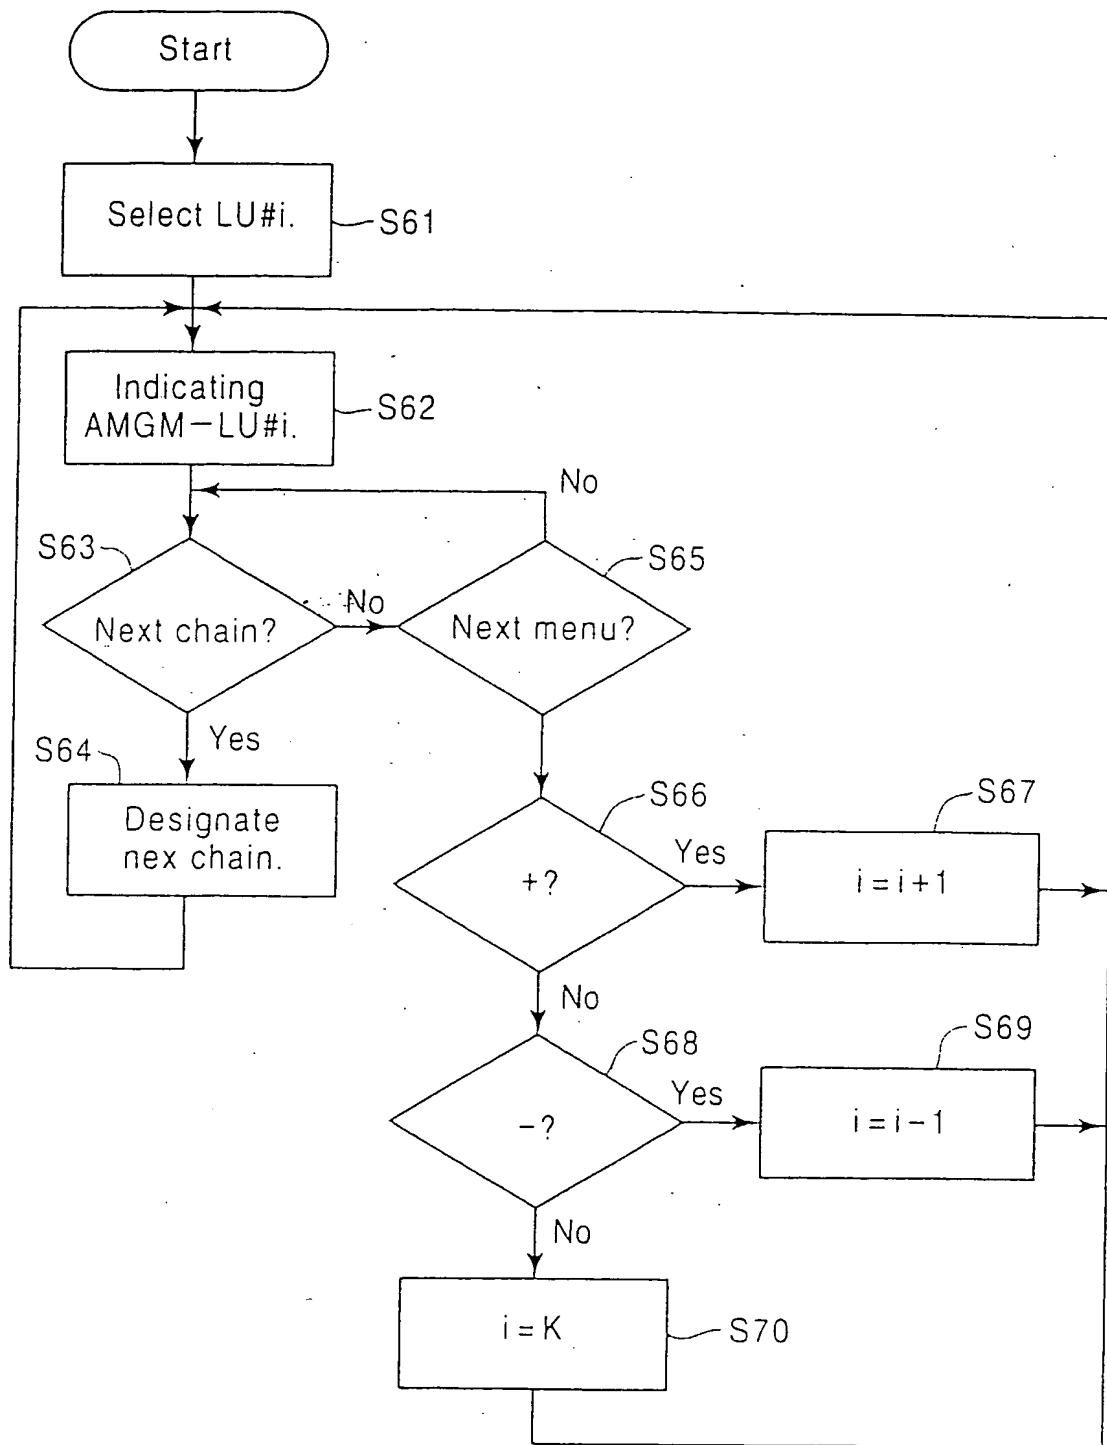 Start
Select LU#i.
S61
Indicating
AMGM-LU#i.
S62
No
S63
Next chain?
No
S65
Next menu?
Yes
S64
Designate
nex chain.
S66
+?
Yes
S67
i=i+1
No
S68
-?
Yes
S69
i=i-1
No
i=K
S70